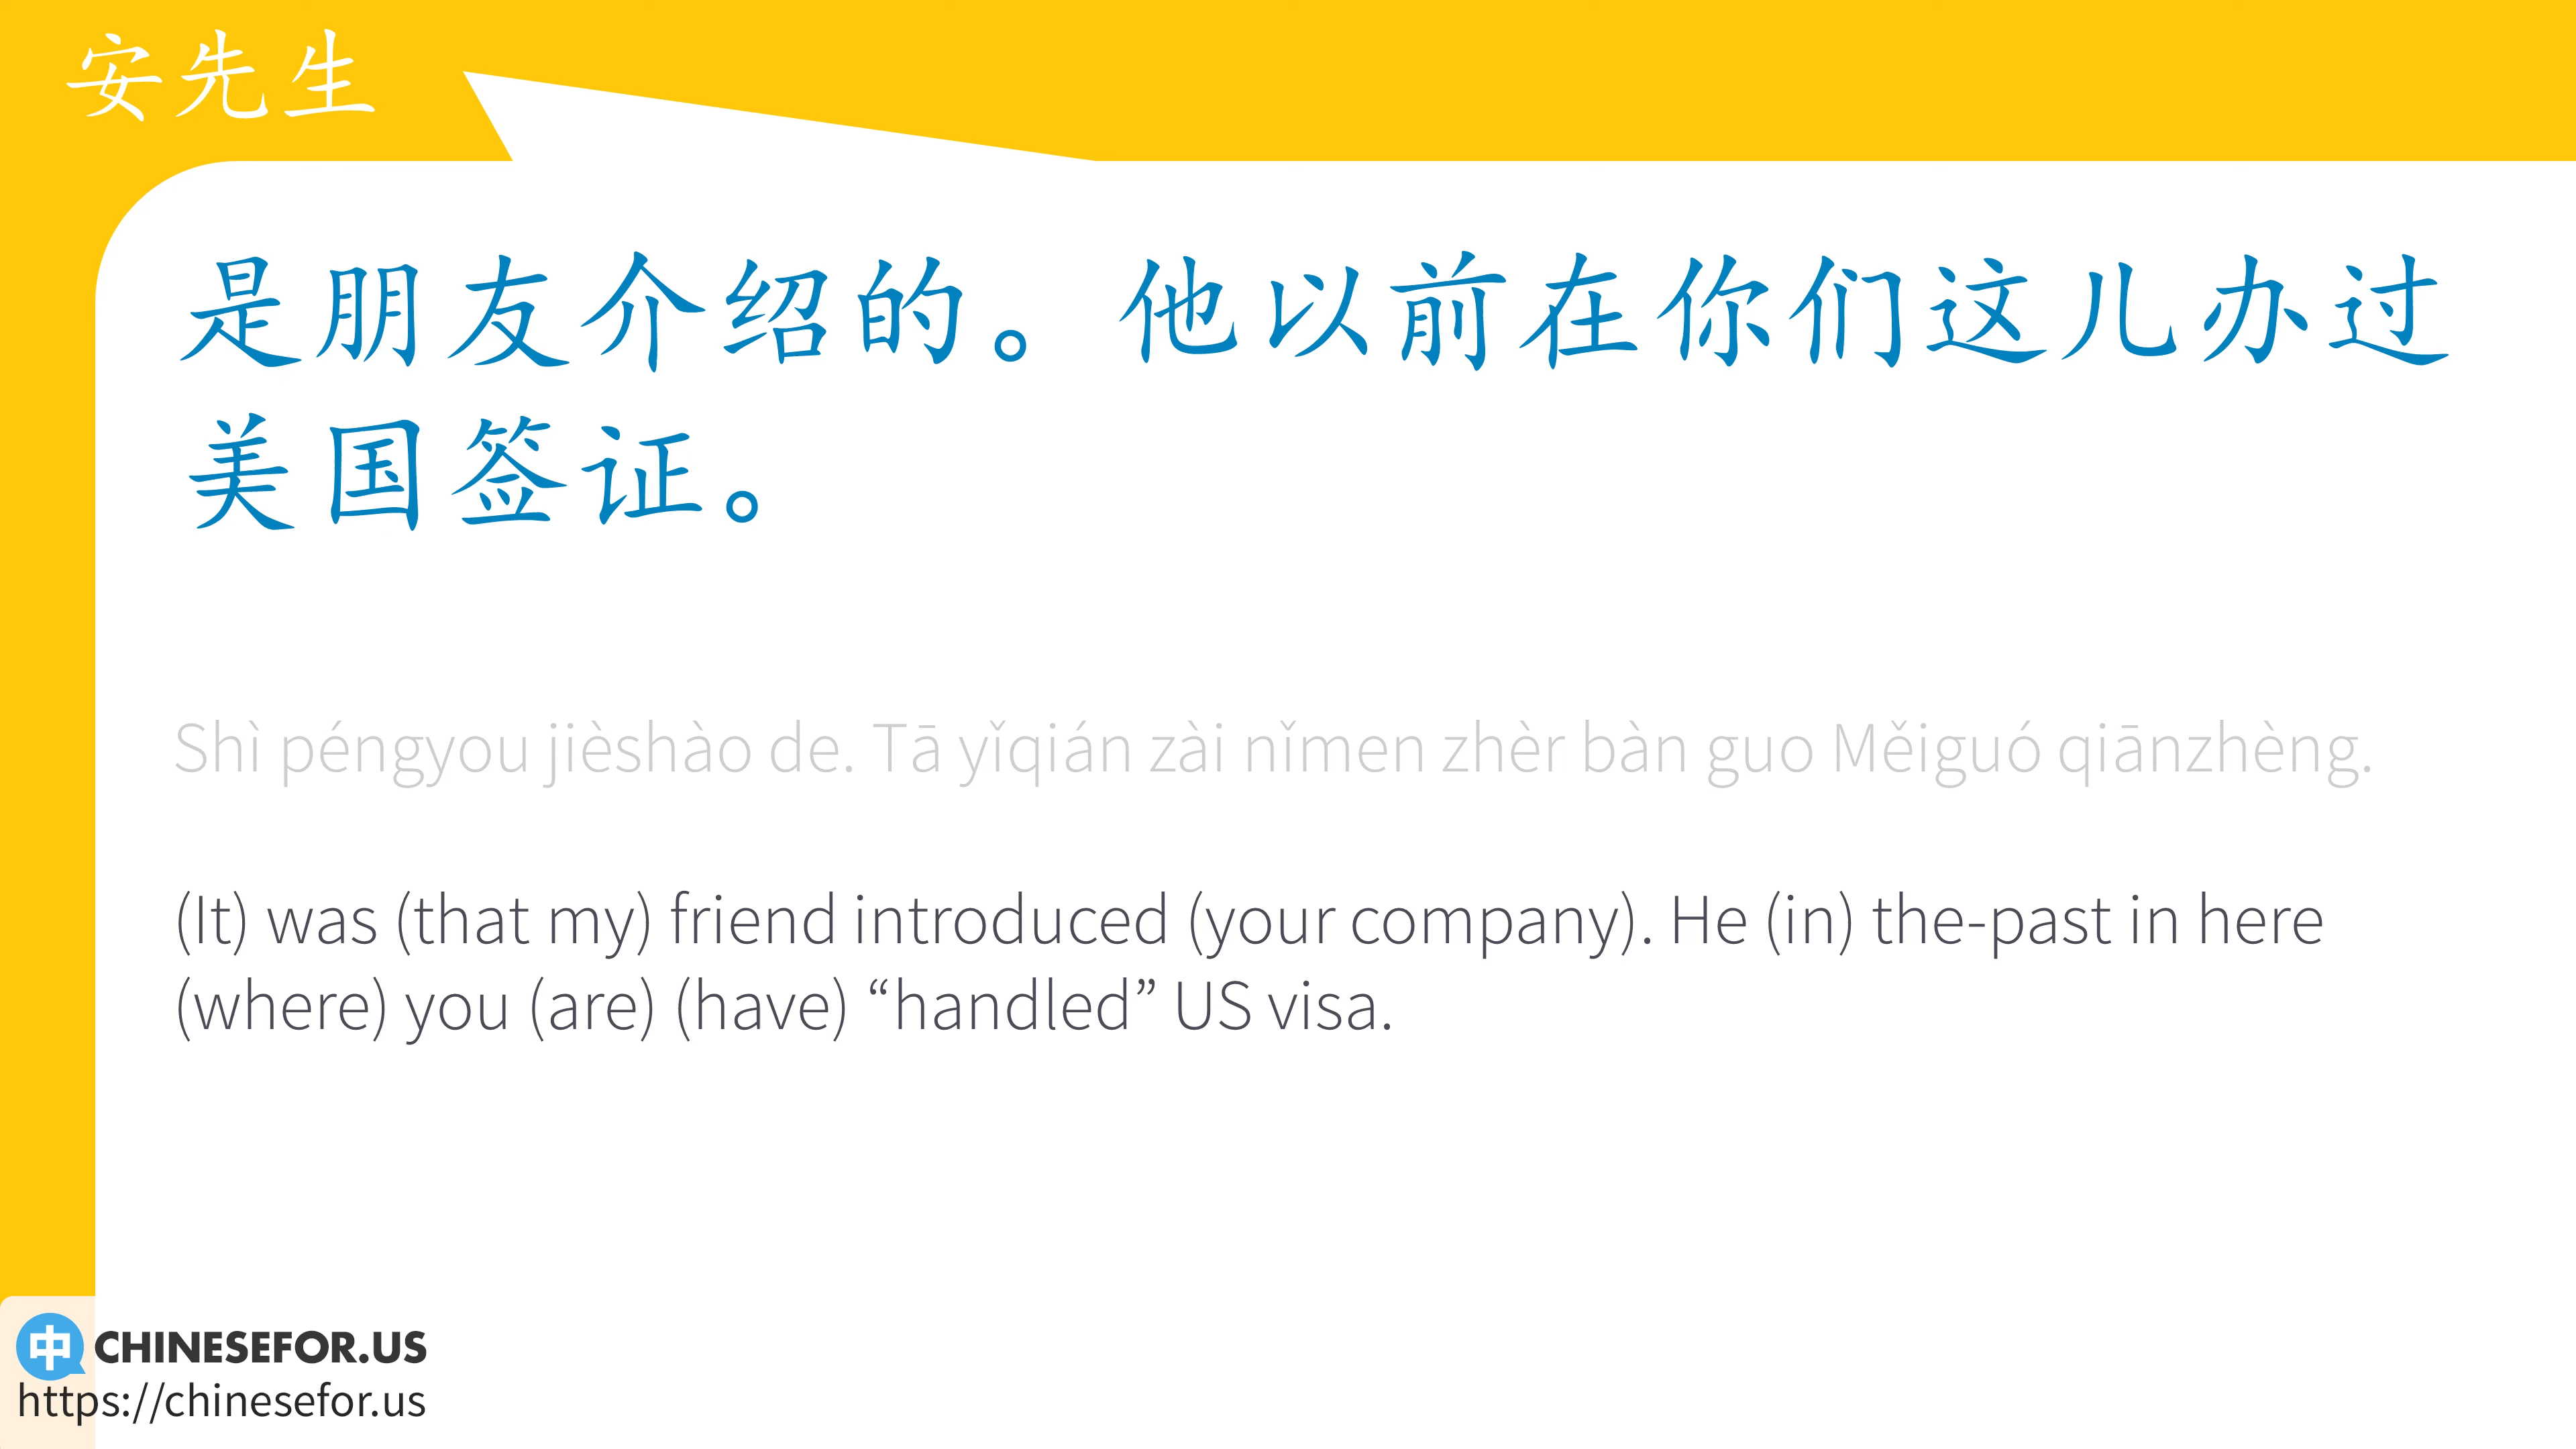 安先生
是朋友介绍的。他以前在你们这儿办过
美国签证。
Shì péngyou jièshào de. Tā yǐqián zài nǐmen zhèr bàn guo Měiguó qiānzhèng.
(It) was (that my) friend introduced (your company). He (in) the-past in here
(where) you (are) (have) “handled” US visa.
中 CHINESEFOR.US
https://chinesefor.us